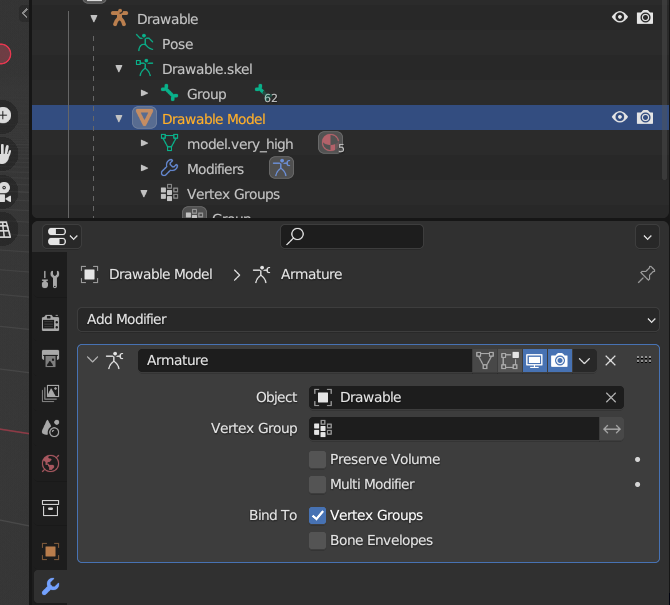 Drawable
Pose
Drawable.skel
Group 62
Drawable Model
model.very_high 5
Modifiers
Vertex Groups
Group
Drawable Model > Armature
Add Modifier
Armature
Object Drawable
Vertex Group
Preserve Volume
Multi Modifier
Bind To Vertex Groups
Bone Envelopes